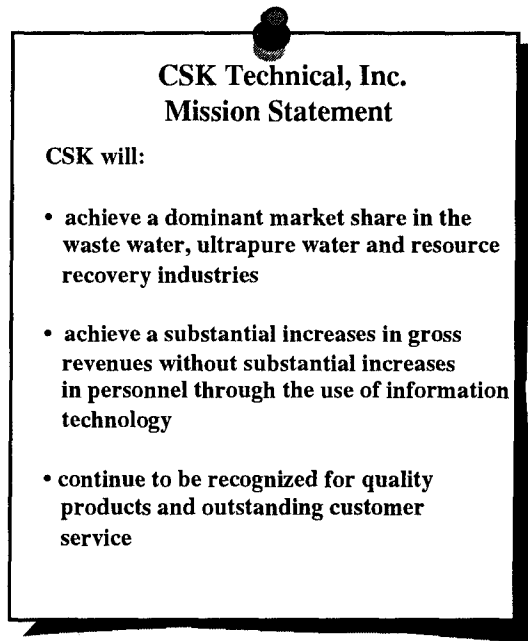 CSK Technical, Inc.
Mission Statement
CSK will:
• achieve a dominant market share in the
waste water, ultrapure water and resource
recovery industries
• achieve a substantial increases in gross
revenues without substantial increases
in personnel through the use of information
technology
• continue to be recognized for quality
products and outstanding customer
service